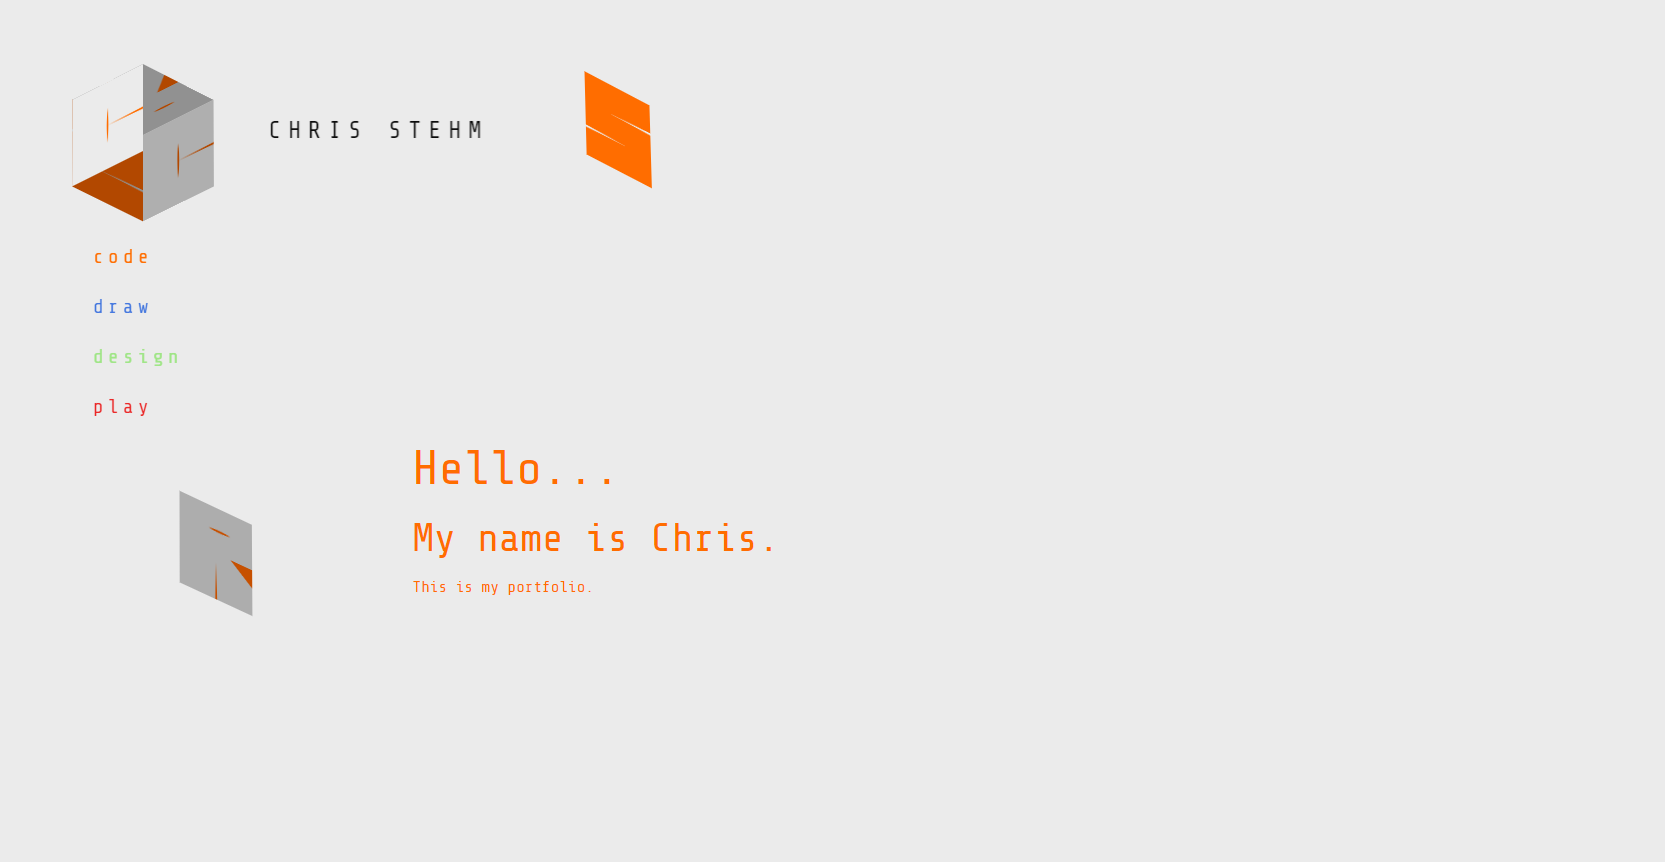 CHRIS STEHM
S
code
draw
design
play
Hello...
My name is Chris.
R
This is my portfolio.